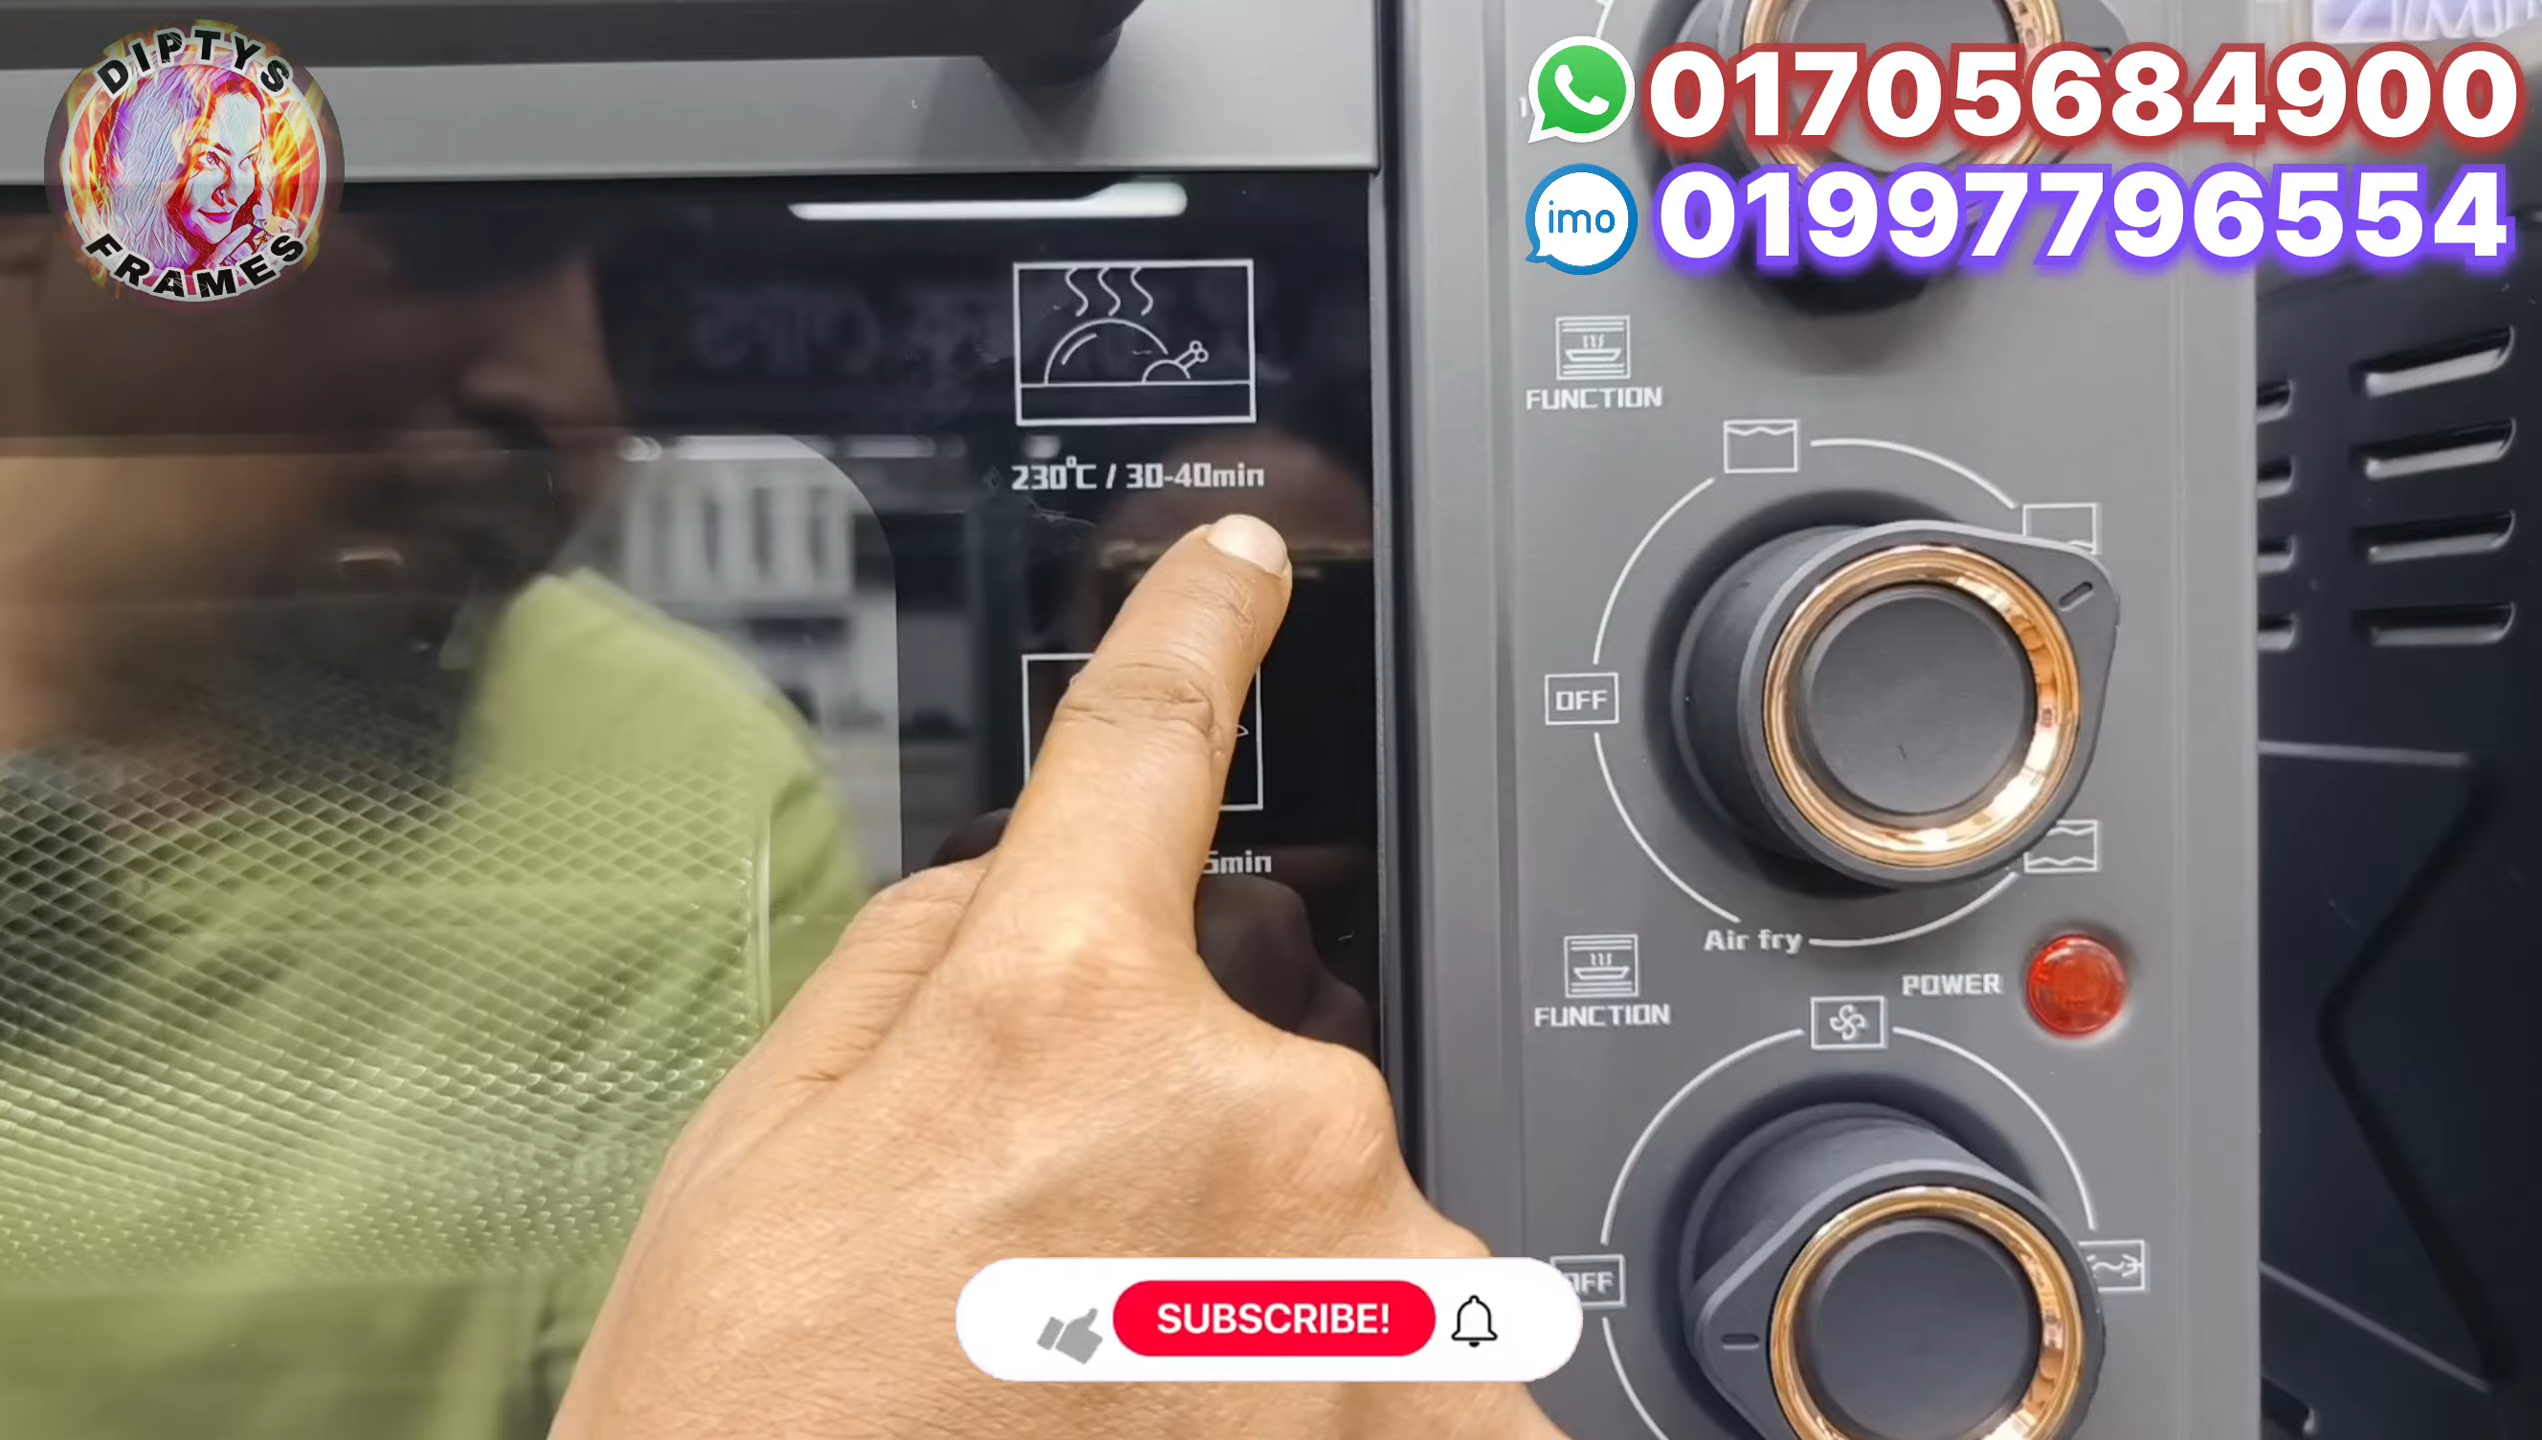 DIPTYS
FRAMES
01705684900
imo
01997796554
FUNCTION
230°C / 30-40min
OFF
5min
Air fry
POWER
FUNCTION
OFF
SUBSCRIBE!